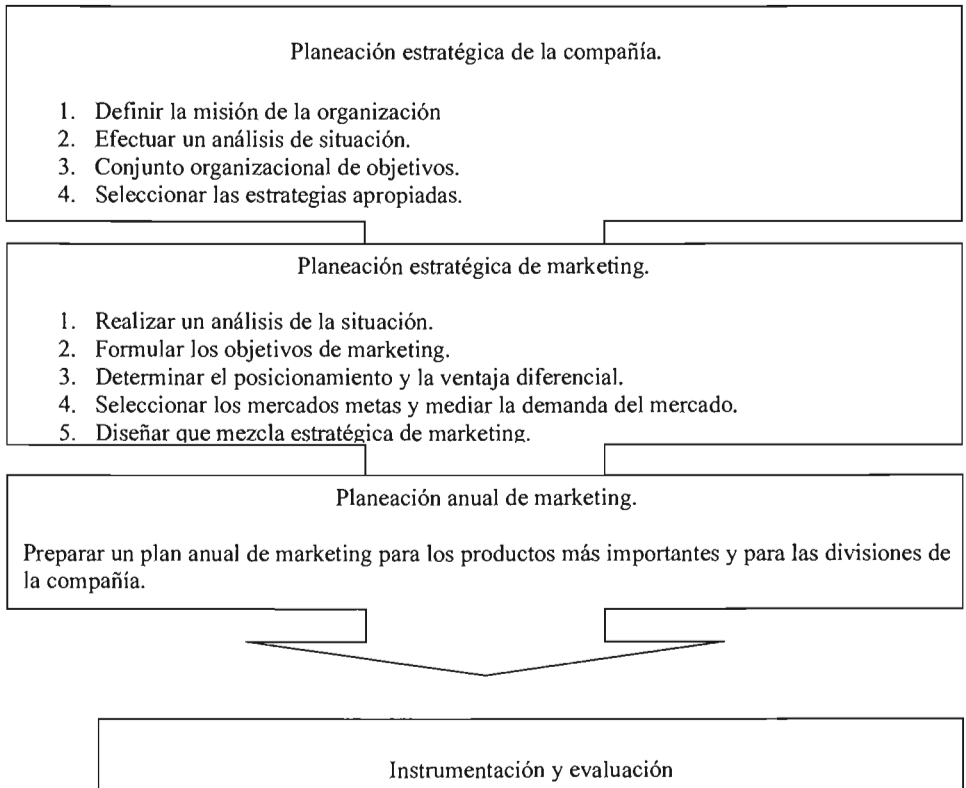 Planeación estratégica de la compañía.
1. Definir la misión de la organización
2. Efectuar un análisis de situación.
3. Conjunto organizacional de objetivos.
4. Seleccionar las estrategias apropiadas.
Planeación estratégica de marketing.
1. Realizar un análisis de la situación.
2. Formular los objetivos de marketing.
3. Determinar el posicionamiento y la ventaja diferencial.
4. Seleccionar los mercados metas y mediar la demanda del mercado.
5. Diseñar que mezcla estratégica de marketing.
Planeación anual de marketing.
Preparar un plan anual de marketing para los productos más importantes y para las divisiones de
la compañía.
Instrumentación y evaluación